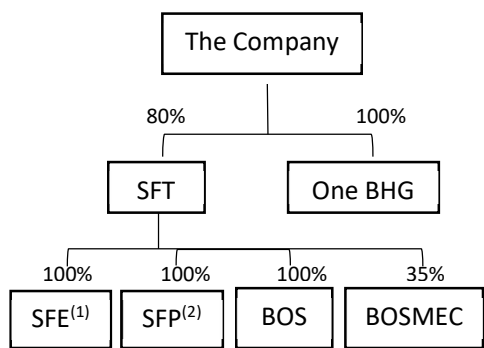 The Company
80% 100%
SFT One BHG
100% 100% 100% 35%
SFE(1) SFP(2) BOS BOSMEC